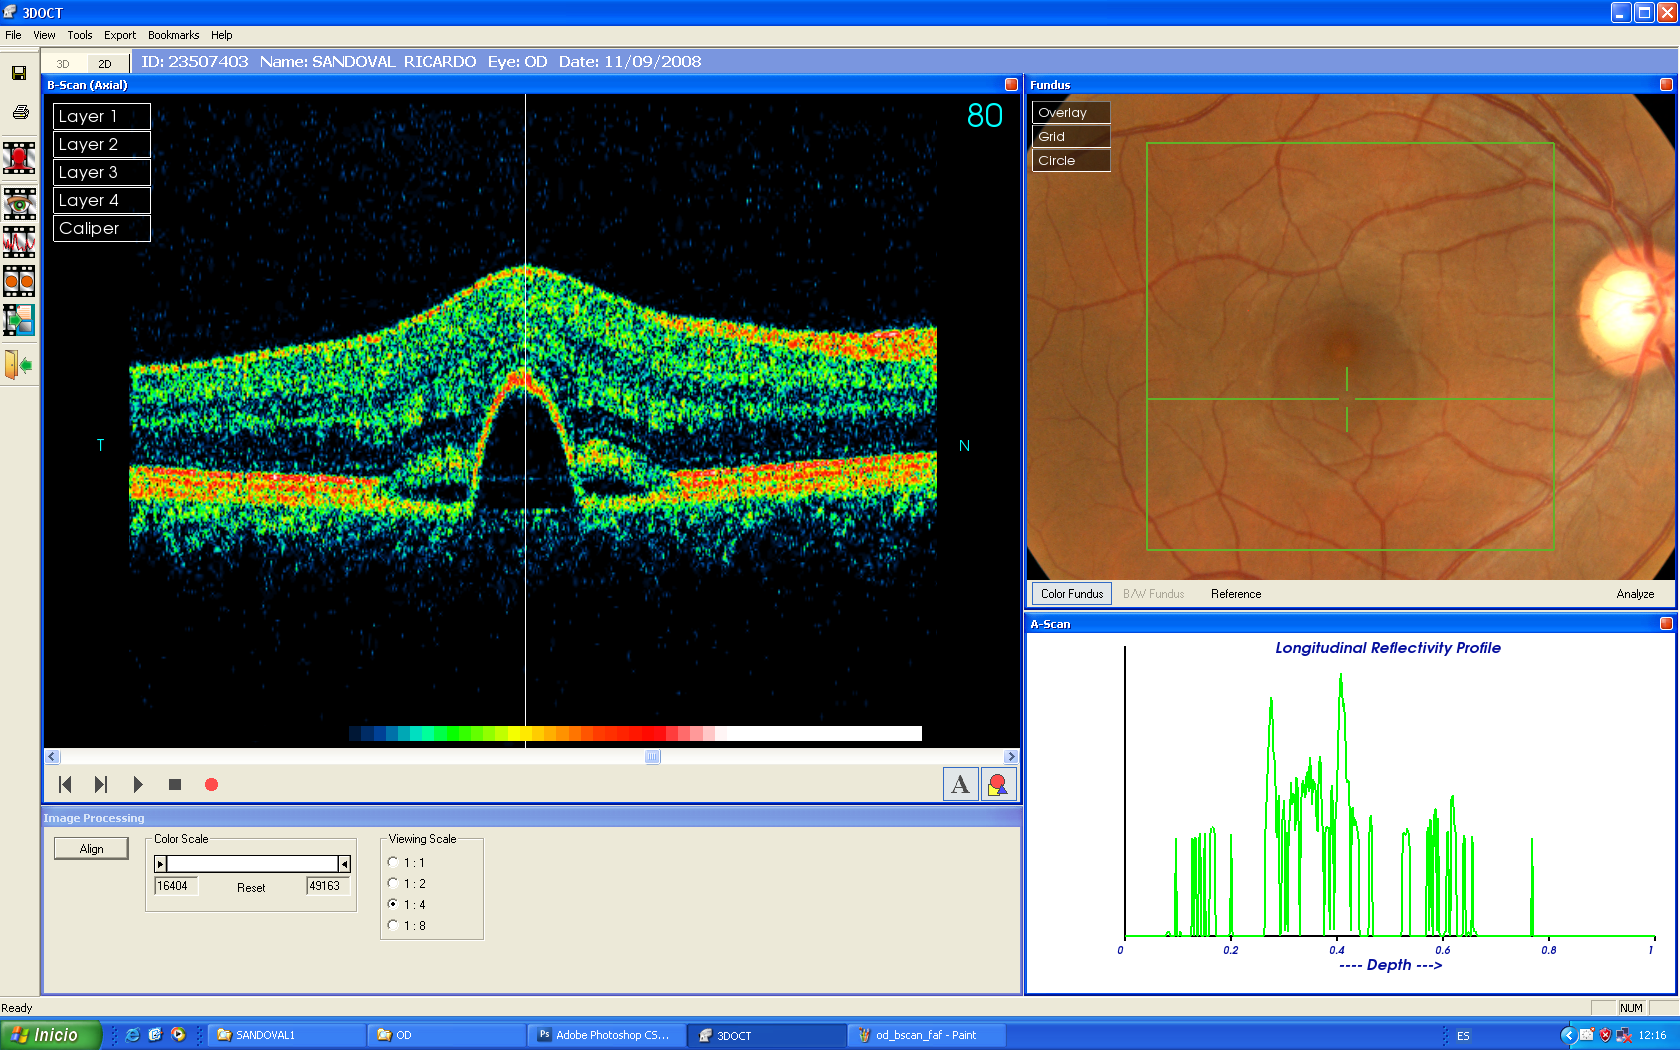 3DOCT
File View Tools Export Bookmarks Help
3D 2D ID: 23507403 Name: SANDOVAL RICARDO Eye: OD Date: 11/09/2008
B-Scan (Axial)
Layer 1
Layer 2
Layer 3
Layer 4
Caliper
80
T
N
A
Fundus
Overlay
Grid
Circle
Color Fundus B/W Fundus Reference Analyze
A-Scan
Longitudinal Reflectivity Profile
0 0.2 0.4 0.6 0.8 1
---- Depth --->
Image Processing
Align
Color Scale
16404 Reset 49163
Viewing Scale
1 : 1
1 : 2
1 : 4
1 : 8
Ready
NUM
Inicio
SANDOVAL1
OD
Ps Adobe Photoshop CS...
3DOCT
od_bscan_faf - Paint
ES
12:16